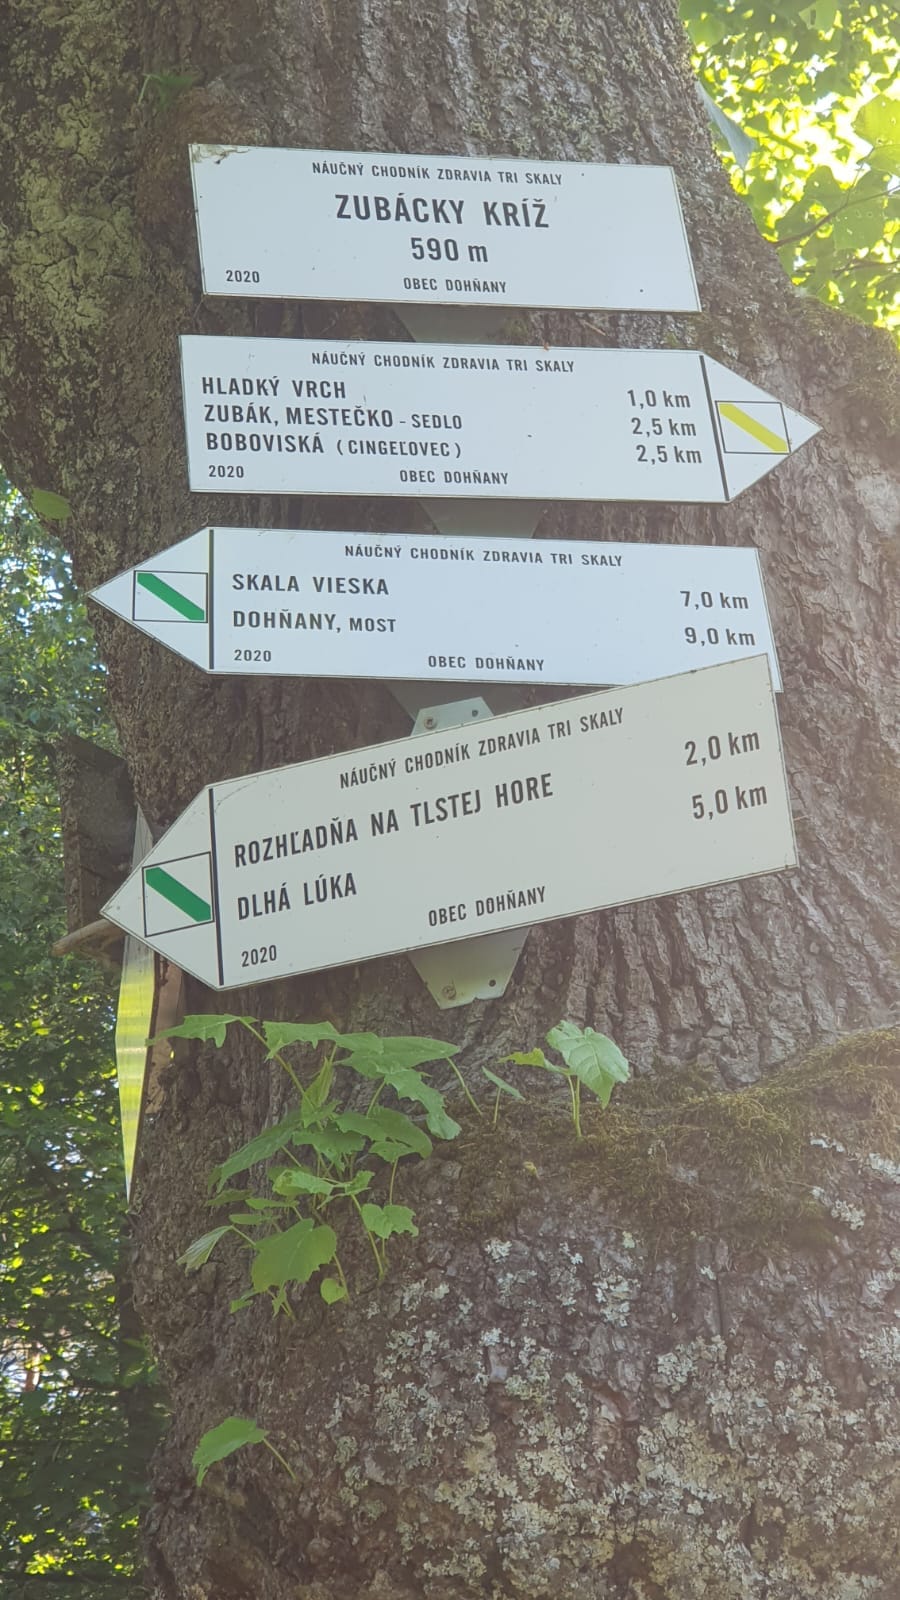 NÁUČNÝ CHODNÍK ZDRAVIA TRI SKALY
ZUBÁCKY KRÍŽ
590 m
2020 OBEC DOHŇANY
NÁUČNÝ CHODNÍK ZDRAVIA TRI SKALY
HLADKÝ VRCH 1,0 km
ZUBÁK, MESTEČKO - SEDLO 2,5 km
BOBOVISKÁ (CINGEĽOVEC) 2,5 km
2020 OBEC DOHŇANY
NÁUČNÝ CHODNÍK ZDRAVIA TRI SKALY
SKALA VIESKA 7,0 km
DOHŇANY, MOST 9,0 km
2020 OBEC DOHŇANY
NÁUČNÝ CHODNÍK ZDRAVIA TRI SKALY
ROZHĽADŇA NA TLSTEJ HORE 2,0 km
DLHÁ LÚKA 5,0 km
2020 OBEC DOHŇANY